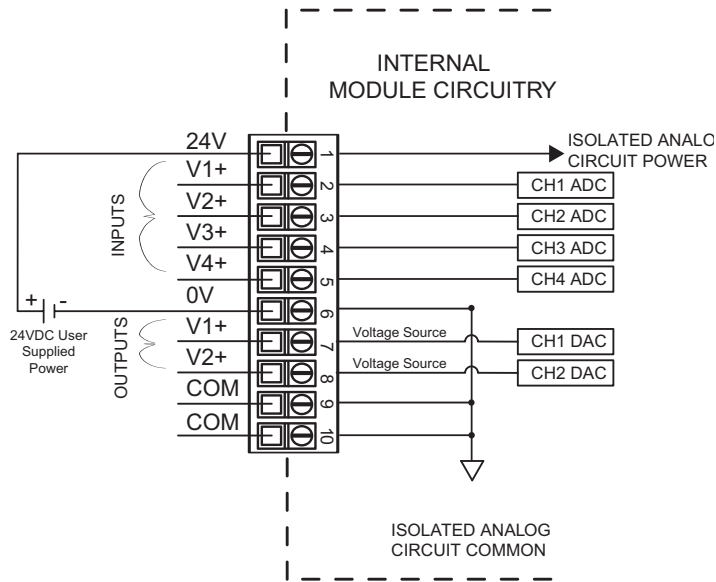 INTERNAL
MODULE CIRCUITRY
24V
V1+
V2+
V3+
V4+
0V
V1+
V2+
COM
COM
INPUTS
OUTPUTS
+ -
24VDC User
Supplied
Power
1
2
3
4
5
6
7
8
9
10
ISOLATED ANALO
CIRCUIT POWER
CH1 ADC
CH2 ADC
CH3 ADC
CH4 ADC
Voltage Source
CH1 DAC
Voltage Source
CH2 DAC
ISOLATED ANALOG
CIRCUIT COMMON